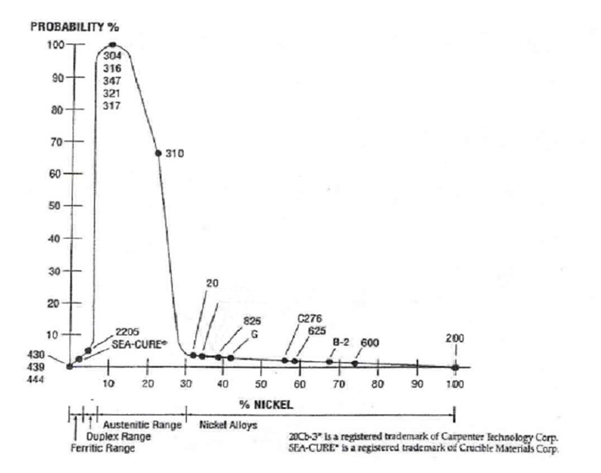 PROBABILITY %
100
304
316
347
321
317
90
80
70
310
60
50
40
30
20
20
10
2205
SEA-CURE®
825
G
C276
625
B-2
600
200
430
439
444
10 20 30 40 50 60 70 80 90 100
% NICKEL
Austenitic Range
Nickel Alloys
Duplex Range
Ferritic Range
20Cb-3® is a registered trademark of Carpenter Technology Corp.
SEA-CURE® is a registered trademark of Crucible Materials Corp.